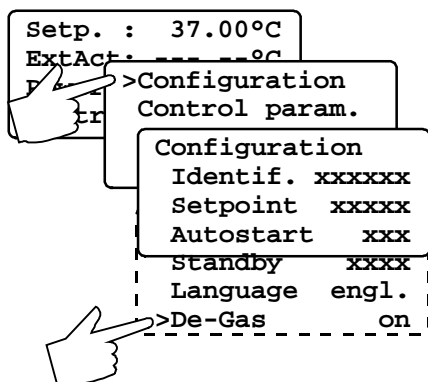 Setp. : 37.00°C
ExtAct: --- --°C
>Configuration
Control param.
Configuration
Identif. xxxxxx
Setpoint xxxxx
Autostart xxx
Standby xxxx
Language engl.
>De-Gas on